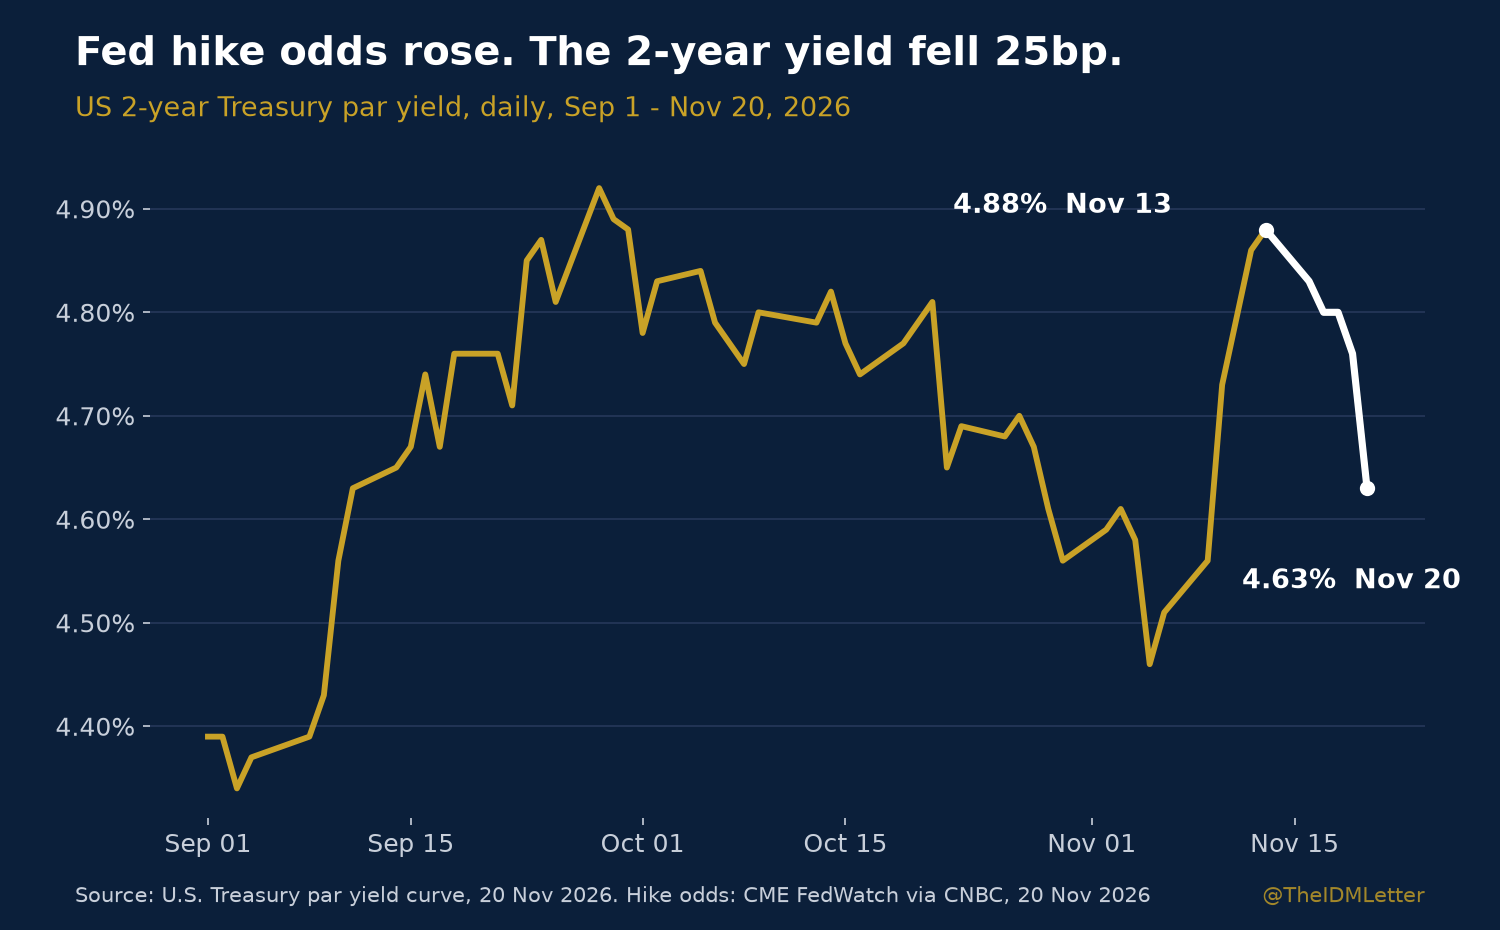 Fed hike odds rose. The 2-year yield fell 25bp.
US 2-year Treasury par yield, daily, Sep 1 - Nov 20, 2026
4.90%
4.88%  Nov 13
4.80%
4.70%
4.60%
4.63%  Nov 20
4.50%
4.40%
Sep 01 Sep 15 Oct 01 Oct 15 Nov 01 Nov 15
Source: U.S. Treasury par yield curve, 20 Nov 2026. Hike odds: CME FedWatch via CNBC, 20 Nov 2026
@TheIDMLetter